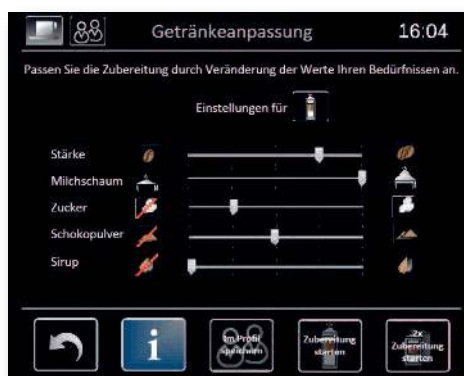 Getränkeanpassung 16:04
Passen Sie die Zubereitung durch Veränderung der Werte Ihren Bedürfnissen an.
Einstellungen für
Stärke
Milchschaum
Zucker
Schokopulver
Sirup
i
Im Profil
speichern
Zubereitung
starten
2x
Zubereitung
starten